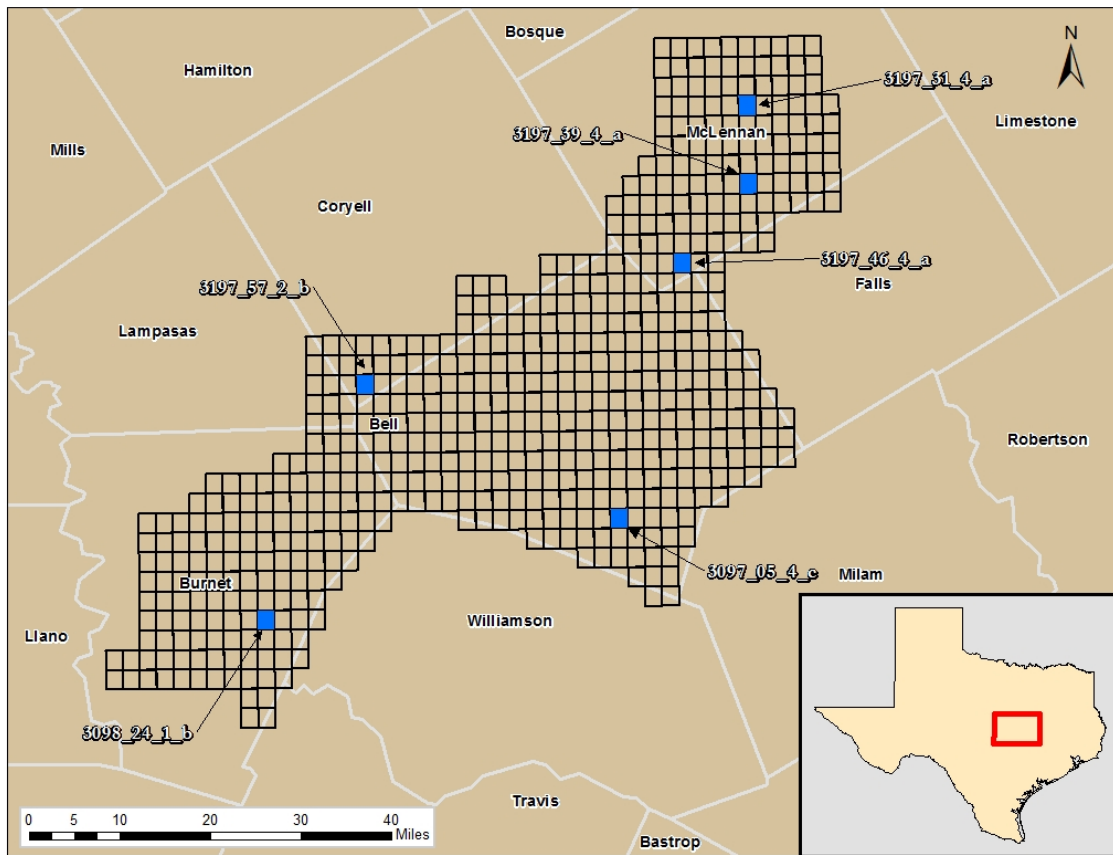 Bosque
N
Hamilton
3197_31_4_a
Limestone
3197_39_4_a
McLennan
Mills
Coryell
3197_46_4_a
Falls
3197_57_2_b
Lampasas
Bell
Robertson
3097_05_4_c
Milam
Burnet
Williamson
Llano
3098_24_1_b
Travis
0 5 10 20 30 40
Miles
Bastrop